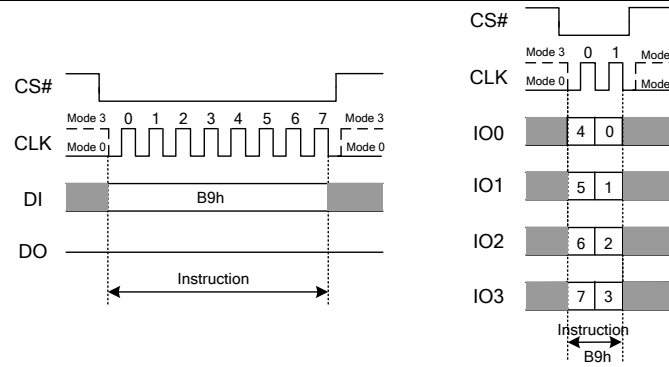 CS#
Mode 3 0 1 2 3 4 5 6 7 Mode 3
CLK Mode 0 Mode 0
DI B9h
DO
Instruction
CS#
Mode 3 0 1 Mode
CLK Mode 0 Mode
IO0 4 0
IO1 5 1
IO2 6 2
IO3 7 3
Instruction
B9h